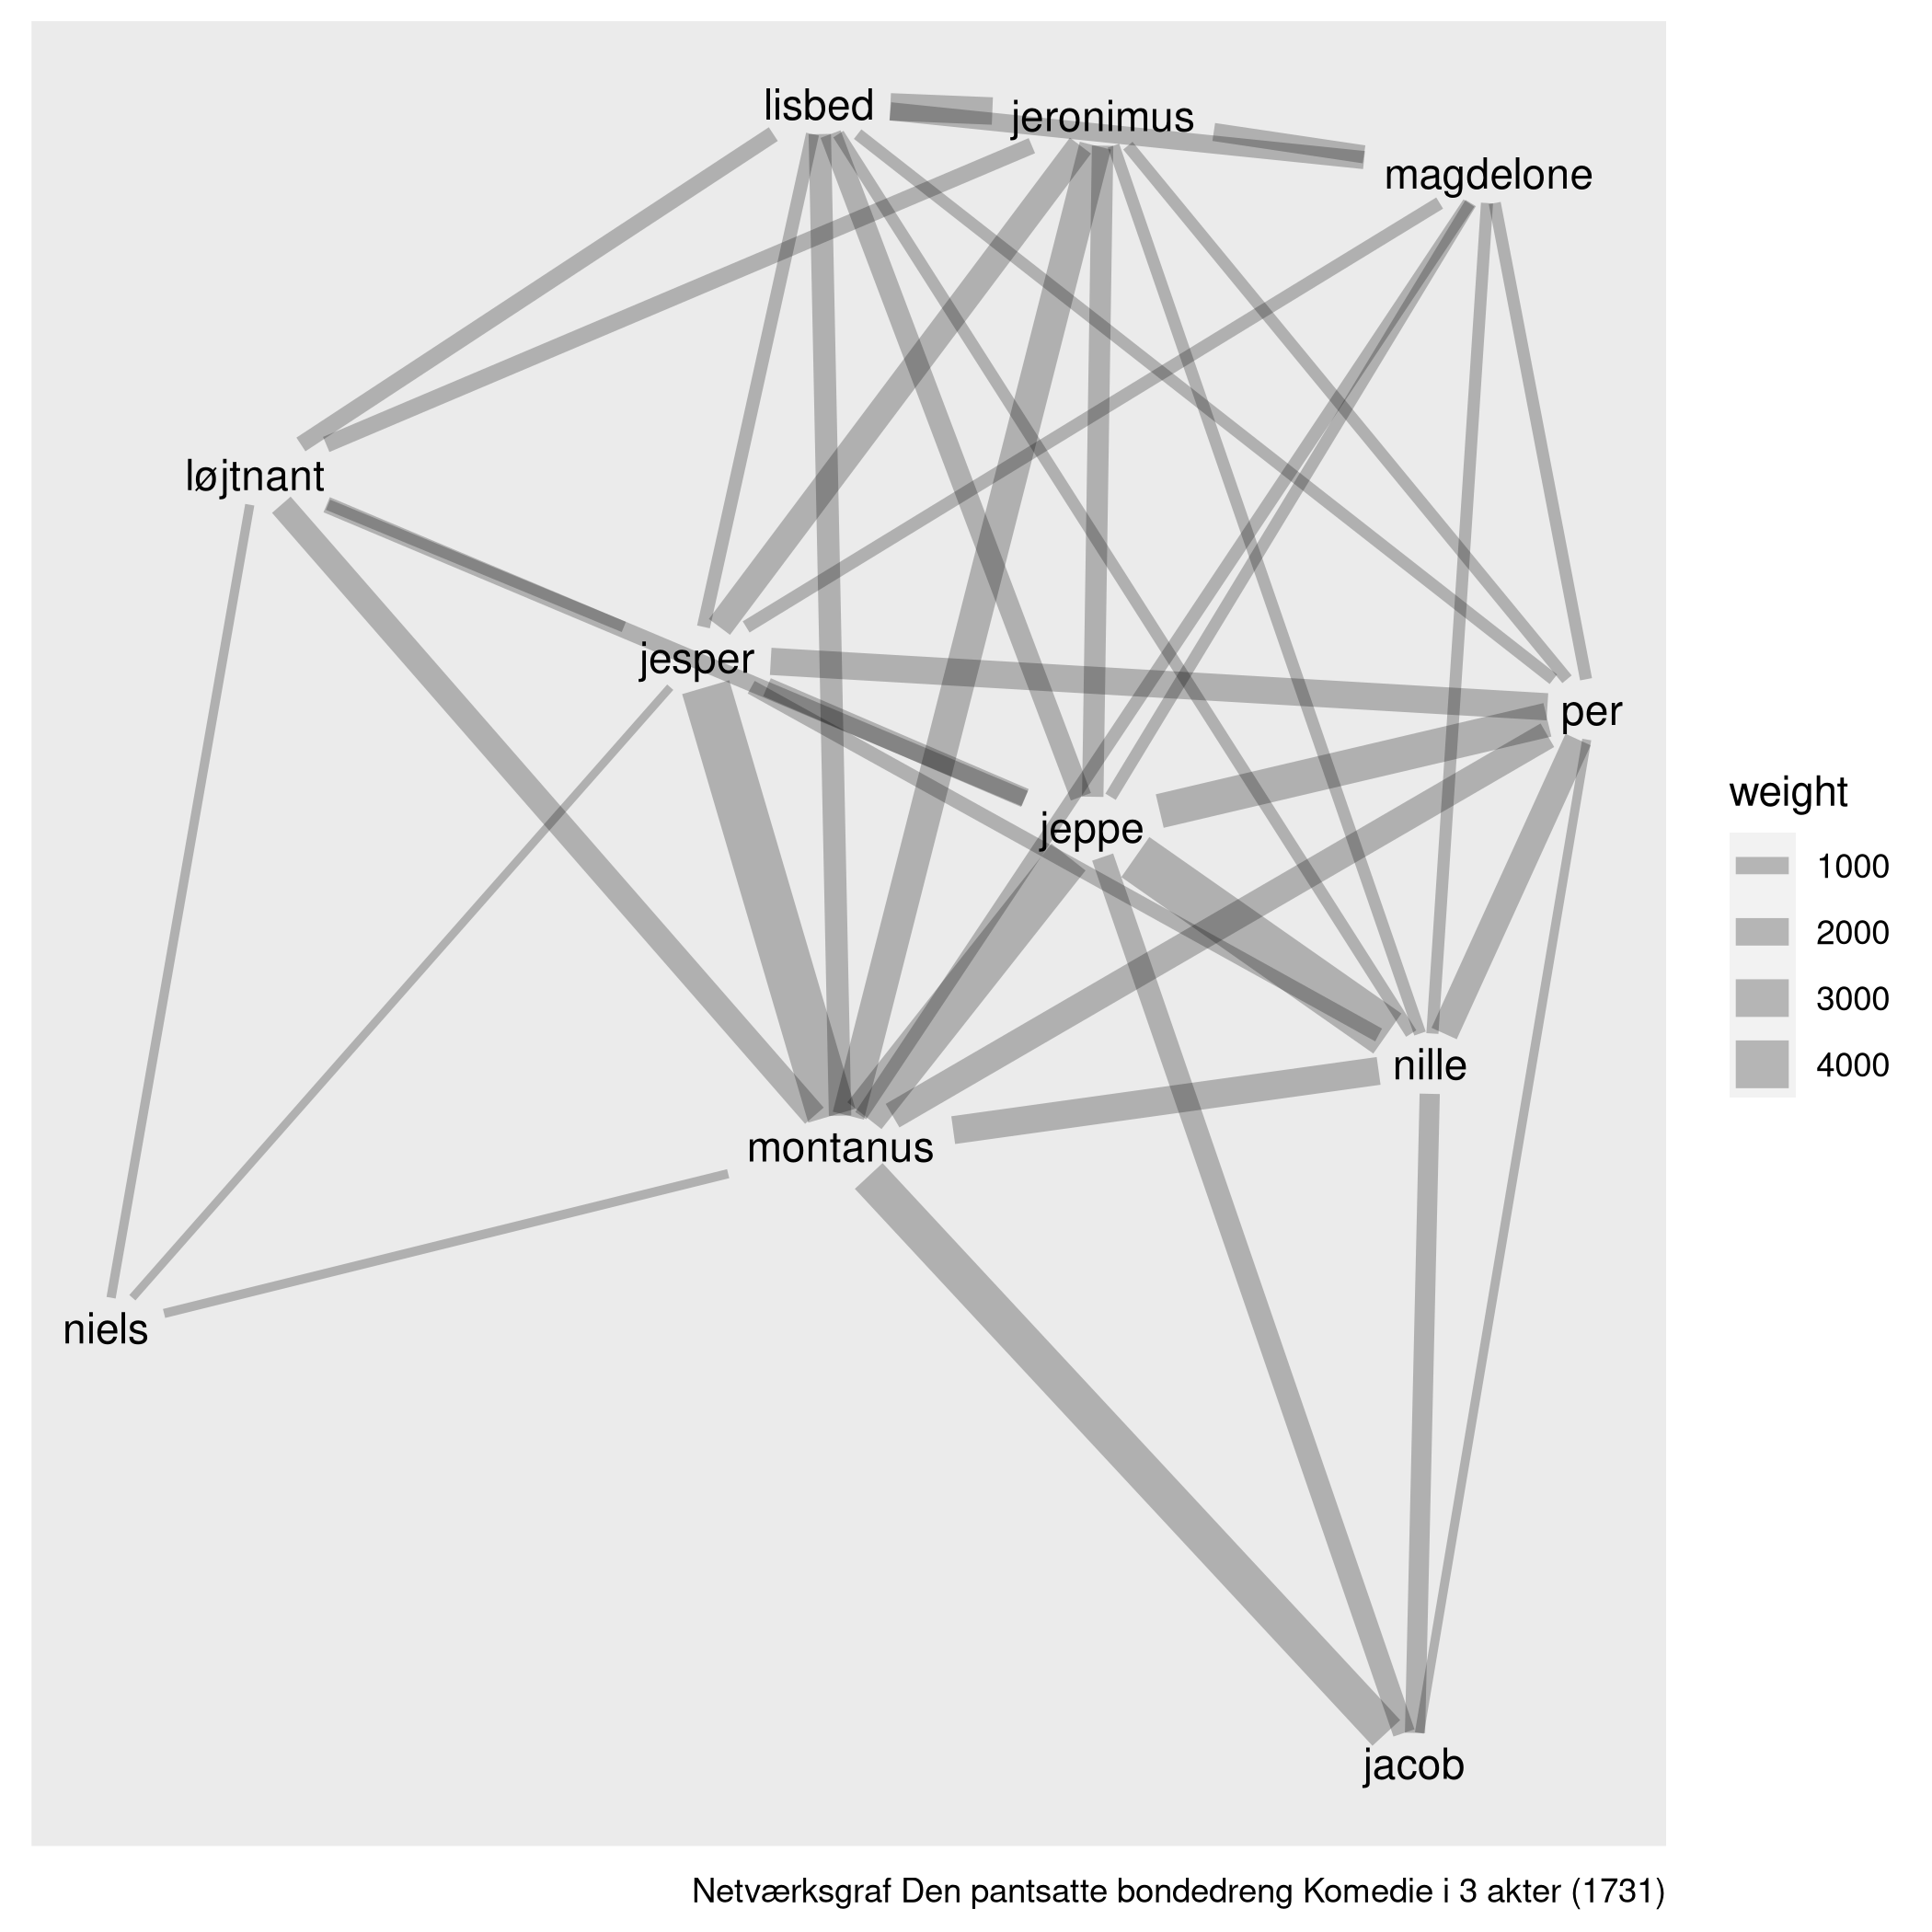 lisbed
jeronimus
magdelone
løjtnant
jesper
per
jeppe
nille
montanus
niels
jacob
weight
1000
2000
3000
4000
Netværksgraf Den pantsatte bondedreng Komedie i 3 akter (1731)